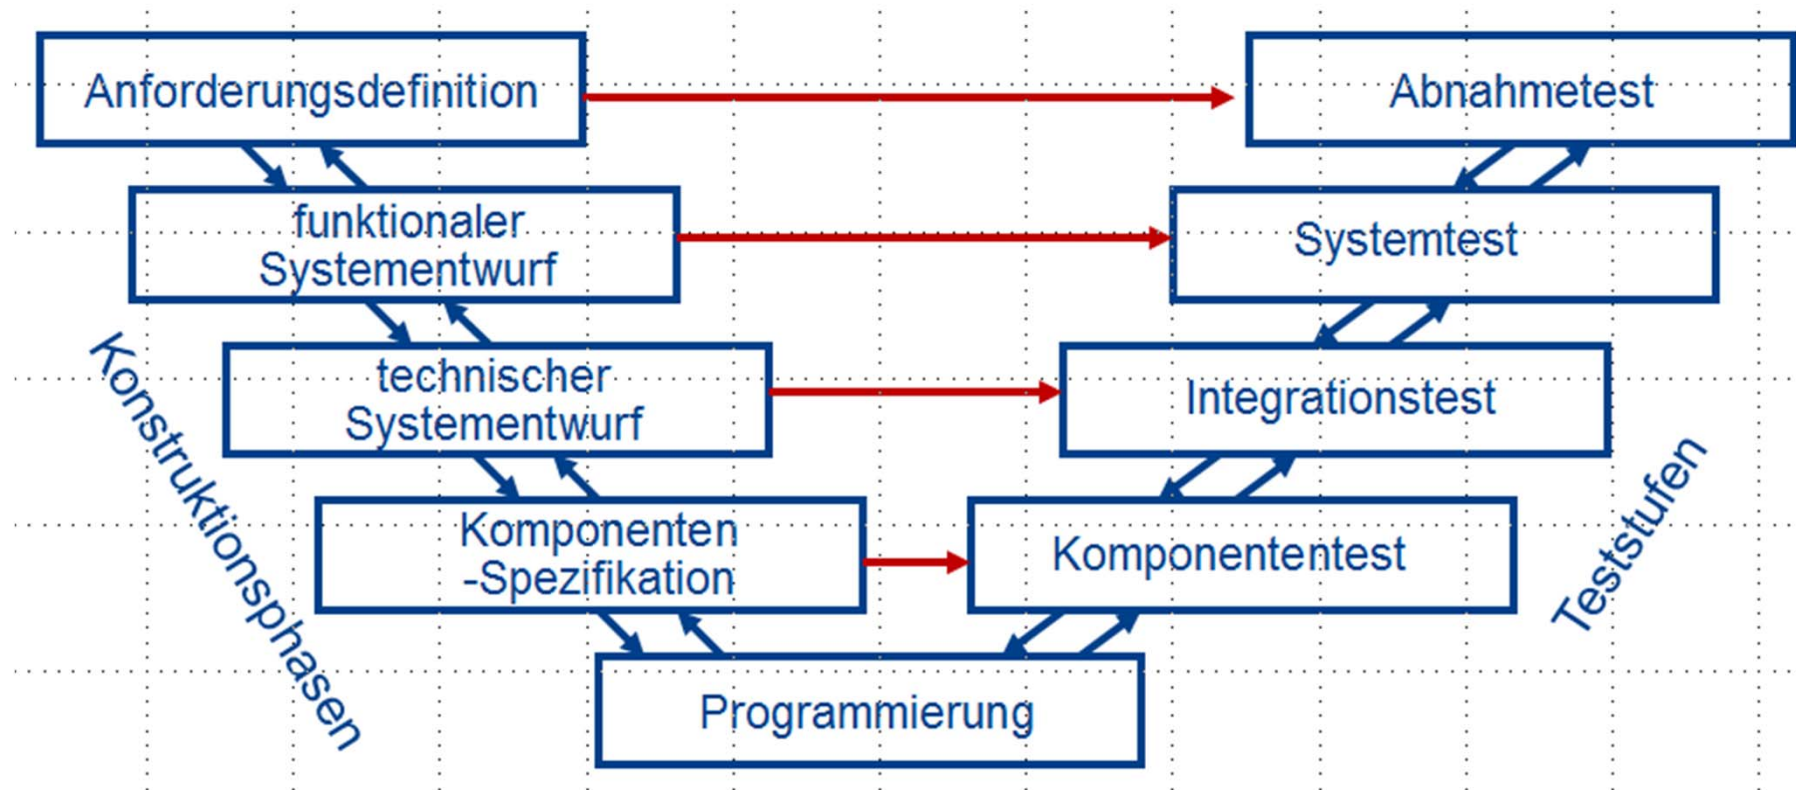 Anforderungsdefinition
Abnahmetest
funktionaler
Systementwurf
Systemtest
technischer
Systementwurf
Integrationstest
Komponenten
-Spezifikation
Komponententest
Programmierung
Konstruktionsphasen
Teststufen